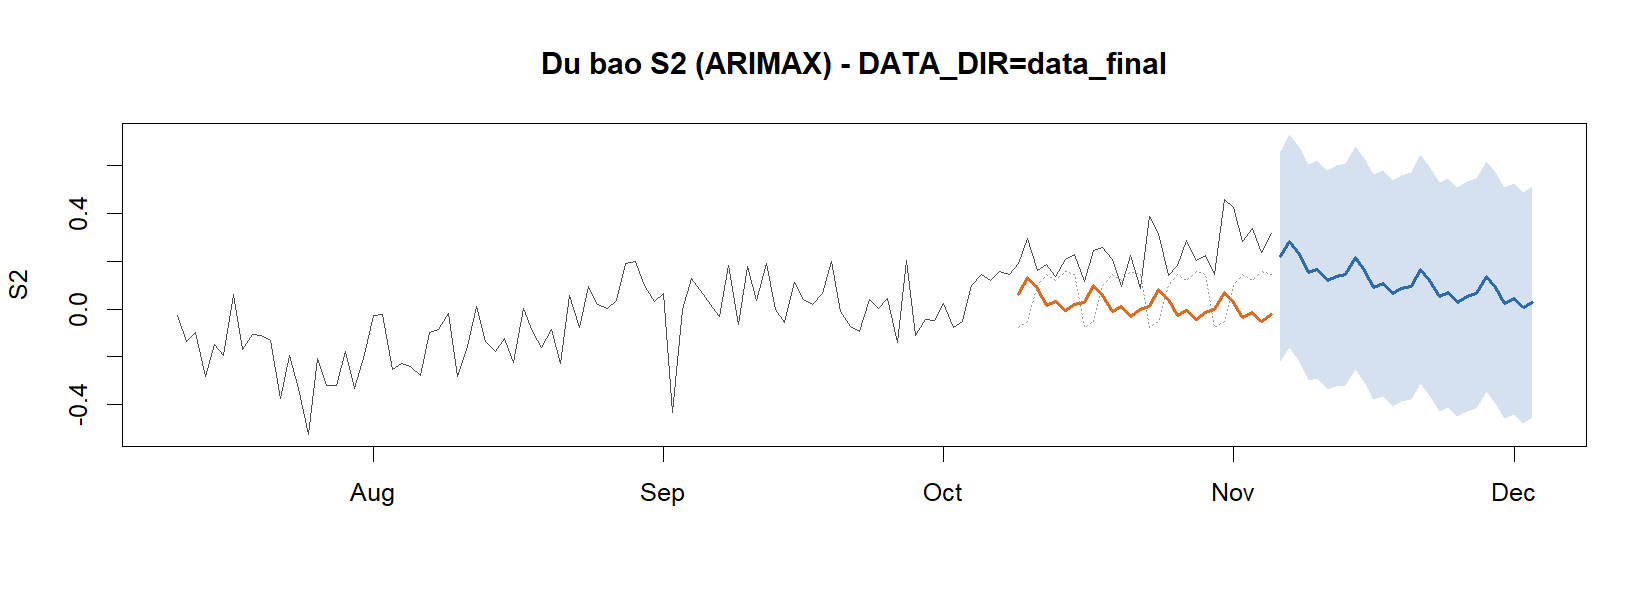 Du bao S2 (ARIMAX) - DATA_DIR=data_final
S2
0.4
0.0
-0.4
Aug Sep Oct Nov Dec